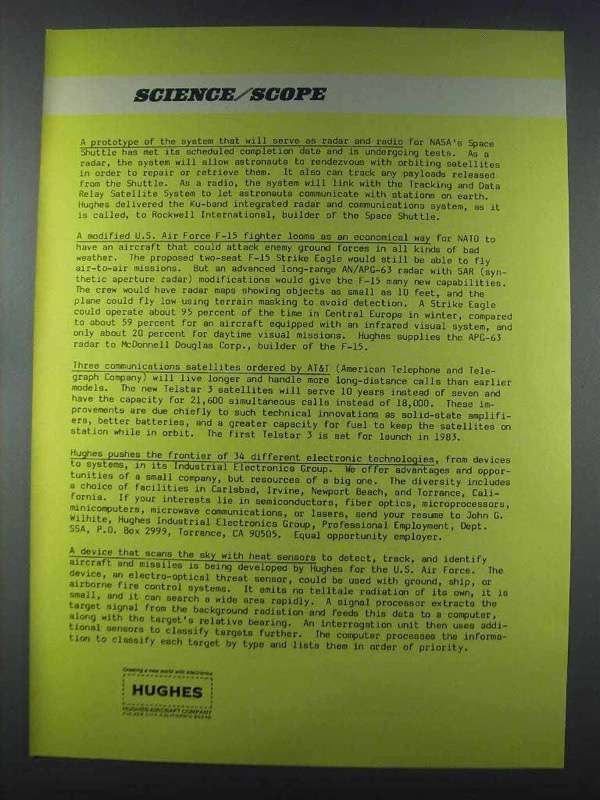 SCIENCE/SCOPE
A prototype of the system that will serve as radar and radio for NASA's Space
Shuttle has met its scheduled completion date and is undergoing tests. As a
radar, the system will allow astronauts to rendezvous with orbiting satellites
in order to repair or retrieve them. It also can track any payloads released
from the Shuttle. As a radio, the system will link with the Tracking and Data
Relay Satellite System to let astronauts communicate with stations on earth.
Hughes delivered the Ku-band integrated radar and communications system, as it
is called, to Rockwell International, builder of the Space Shuttle.
A modified U.S. Air Force F-15 fighter looms as an economical way for NATO to
have an aircraft that could attack enemy ground forces in all kinds of bad
weather. The proposed two-seat F-15 Strike Eagle would still be able to fly
air-to-air missions. But an advanced long-range AN/APG-63 radar with SAR (syn-
thetic aperture radar) modifications would give the F-15 many new capabilities.
The crew would have radar maps showing objects as small as 10 feet, and the
plane could fly low using terrain masking to avoid detection. A Strike Eagle
could operate about 95 percent of the time in Central Europe in winter, compared
to about 59 percent for an aircraft equipped with an infrared visual system, and
only about 20 percent for daytime visual missions. Hughes supplies the APG-63
radar to McDonnell Douglas Corp., builder of the F-15.
Three communications satellites ordered by AT&T (American Telephone and Tele-
graph Company) will live longer and handle more long-distance calls than earlier
models. The new Telstar 3 satellites will serve 10 years instead of seven and
have the capacity for 21,600 simultaneous calls instead of 18,000. These im-
provements are due chiefly to such technical innovations as solid-state amplifi-
ers, better batteries, and a greater capacity for fuel to keep the satellites on
station while in orbit. The first Telstar 3 is set for launch in 1983.
Hughes pushes the frontier of 34 different electronic technologies, from devices
to systems, in its Industrial Electronics Group. We offer advantages and oppor-
tunities of a small company, but resources of a big one. The diversity includes
a choice of facilities in Carlsbad, Irvine, Newport Beach, and Torrance, Cali-
fornia. If your interests lie in semiconductors, fiber optics, microprocessors,
minicomputers, microwave communications, or lasers, send your resume to John G.
Wilhite, Hughes Industrial Electronics Group, Professional Employment, Dept.
SSA, P.O. Box 2999, Torrance, CA 90505. Equal opportunity employer.
A device that scans the sky with heat sensors to detect, track, and identify
aircraft and missiles is being developed by Hughes for the U.S. Air Force. The
device, an electro-optical threat sensor, could be used with ground, ship, or
airborne fire control systems. It emits no telltale radiation of its own, it is
small, and it can search a wide area rapidly. A signal processor extracts the
target signal from the background radiation and feeds this data to a computer,
along with the target's relative bearing. An interrogation unit then uses addi-
tional sensors to classify targets further. The computer processes the informa-
tion to classify each target by type and lists them in order of priority.
Creating a new world with electronics
HUGHES
HUGHES AIRCRAFT COMPANY
CULVER CITY CALIFORNIA 90230